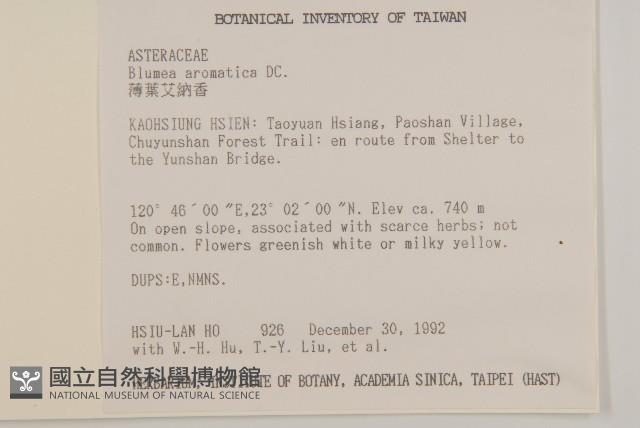 BOTANICAL INVENTORY OF TAIWAN
ASTERACEAE
Blumea aromatica DC.
薄葉艾納香
KAOHSIUNG HSIEN: Taoyuan Hsiang, Paoshan Village,
Chuyunshan Forest Trail: en route from Shelter to
the Yunshan Bridge.
120° 46´00 "E,23° 02´00 "N. Elev ca. 740 m
On open slope, associated with scarce herbs; not
common. Flowers greenish white or milky yellow.
DUPS:E,NMNS.
HSIU-LAN HO 926 December 30, 1992
with W.-H. Hu, T.-Y. Liu, et al.
HERBARIUM, INSTITUTE OF BOTANY, ACADEMIA SINICA, TAIPEI (HAST)
國立自然科學博物館
NATIONAL MUSEUM OF NATURAL SCIENCE